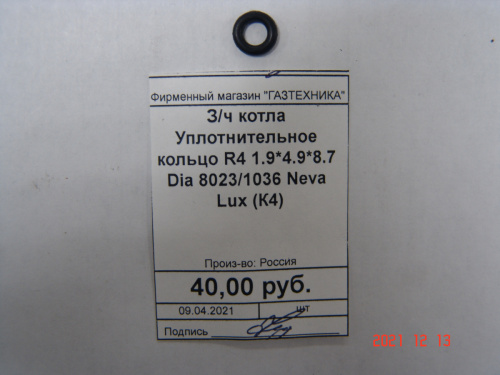 Фирменный магазин "ГАЗТЕХНИКА"
З/ч котла
Уплотнительное
кольцо R4 1.9*4.9*8.7
Dia 8023/1036 Neva
Lux (К4)
Произ-во: Россия
40,00 руб.
09.04.2021 шт
Подпись
2021 12 13